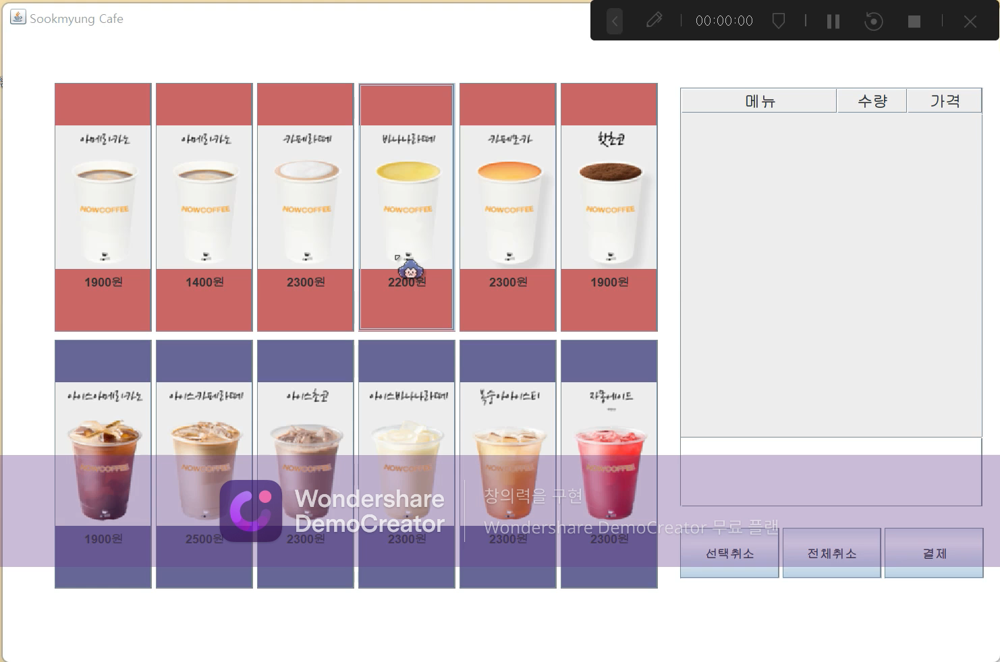 Sookmyung Cafe
00:00:00
메뉴 수량 가격
아메리카노 아메리카노 카페라떼 바나나라떼 카페모카 핫초코
NOWCOFFEE NOWCOFFEE NOWCOFFEE NOWCOFFEE NOWCOFFEE NOWCOFFEE
1900원 1400원 2300원 2200원 2300원 1900원
아이스아메리카노 아이스카페라떼 아이스초코 아이스바나나라떼 복숭아아이스티 자몽에이드
NOWCOFFEE NOWCOFFEE NOWCOFFEE NOWCOFFEE NOWCOFFEE NOWCOFFEE
Wondershare
DemoCreator
창의력을 구현
Wondershare DemoCreator 무료 플랜
1900원 2500원 2300원 2300원 2300원 2300원
선택취소 전체취소 결제